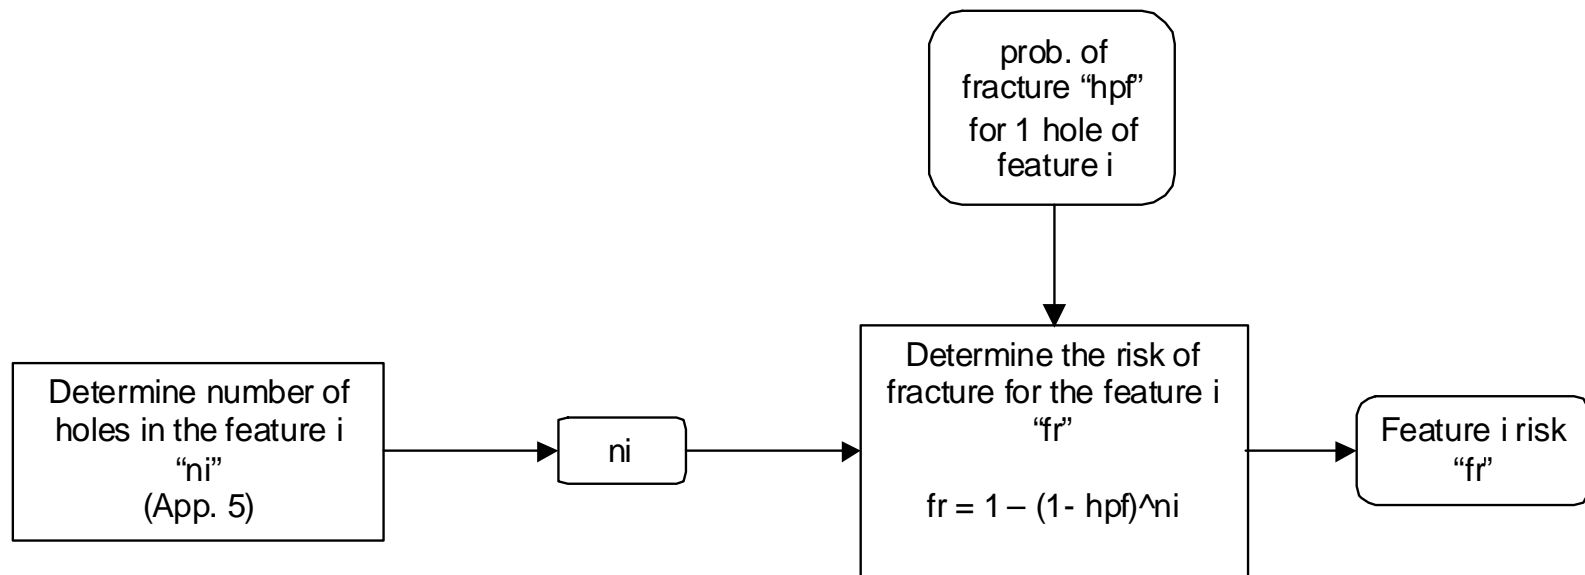 prob. of
fracture “hpf”
for 1 hole of
feature i
Determine number of
holes in the feature i
“ni”
(App. 5)
ni
Determine the risk of
fracture for the feature i
“fr”
fr = 1 – (1- hpf)^ni
Feature i risk
“fr”